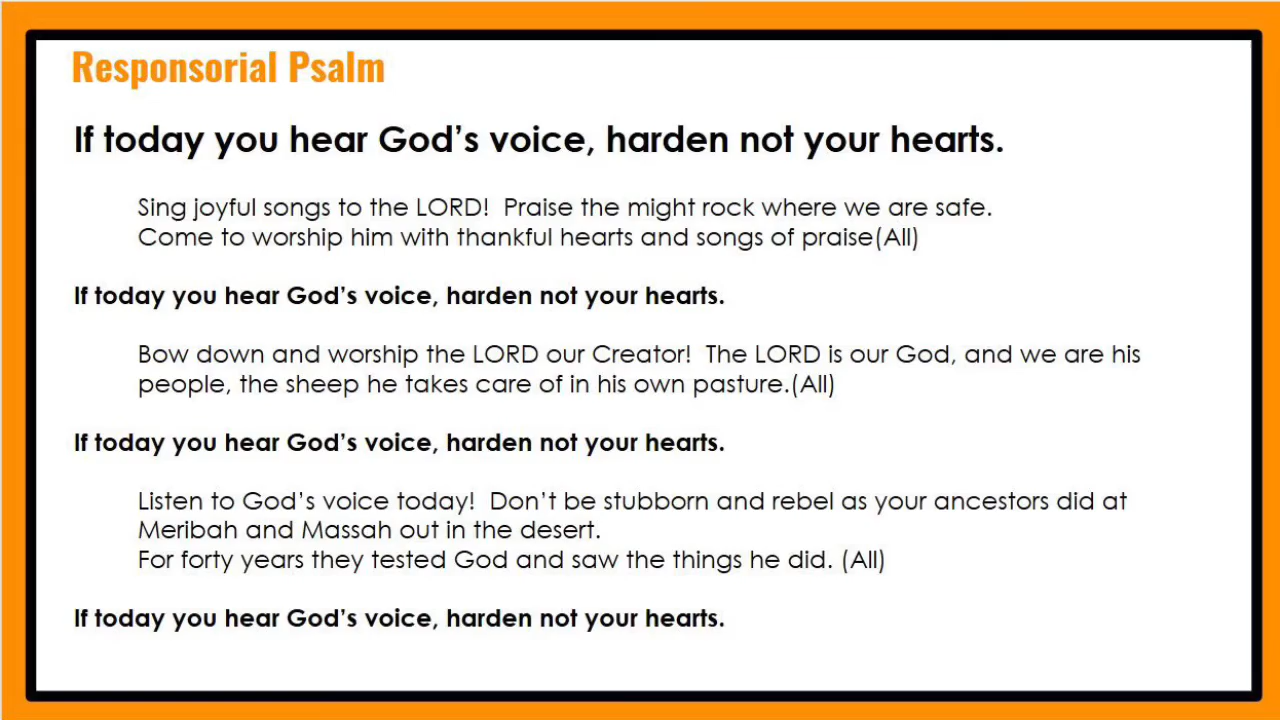 Responsorial Psalm
If today you hear God’s voice, harden not your hearts.
Sing joyful songs to the LORD!  Praise the might rock where we are safe.
Come to worship him with thankful hearts and songs of praise(All)
If today you hear God’s voice, harden not your hearts.
Bow down and worship the LORD our Creator!  The LORD is our God, and we are his
people, the sheep he takes care of in his own pasture.(All)
If today you hear God’s voice, harden not your hearts.
Listen to God’s voice today!  Don’t be stubborn and rebel as your ancestors did at
Meribah and Massah out in the desert.
For forty years they tested God and saw the things he did. (All)
If today you hear God’s voice, harden not your hearts.